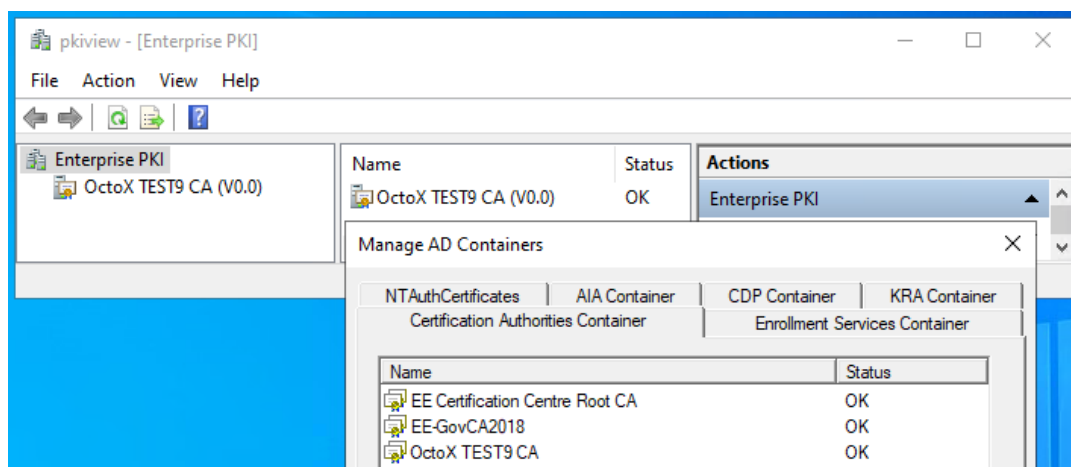 pkiview - [Enterprise PKI]
File Action View Help
Enterprise PKI
OctoX TEST9 CA (V0.0)
Name Status
OctoX TEST9 CA (V0.0) OK
Actions
Enterprise PKI
Manage AD Containers
NTAuthCertificates AIA Container CDP Container KRA Container
Certification Authorities Container Enrollment Services Container
Name Status
EE Certification Centre Root CA OK
EE-GovCA2018 OK
OctoX TEST9 CA OK